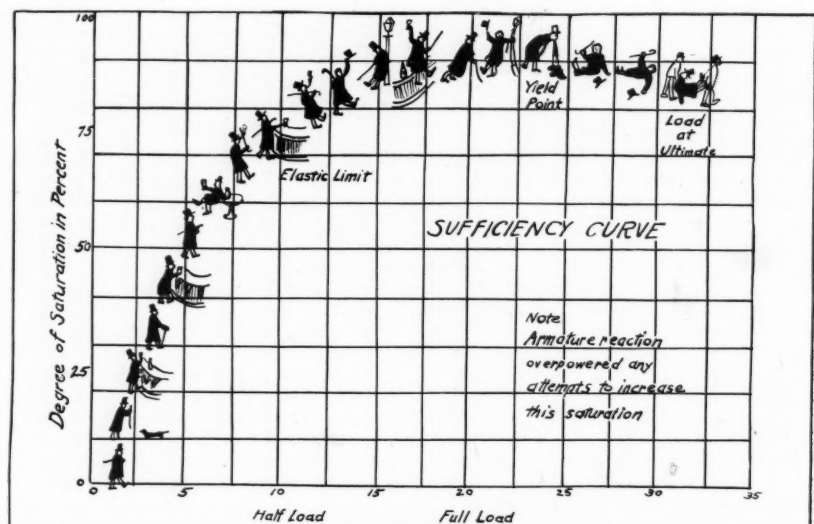 100
75
50
25
0
Degree of Saturation in Percent
Elastic Limit
Yield
Point
Load
at
Ultimate
SUFFICIENCY CURVE
Note
Armature reaction
overpowered any
attempts to increase
this saturation
0 .5 10 15 20 25 30 35
Half Load Full Load